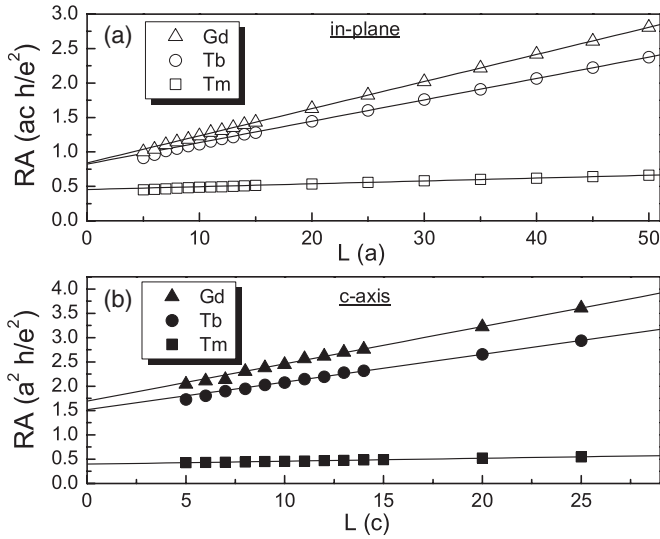 (a)
in-plane
Gd
Tb
Tm
RA (ac h/e²)
3.0
2.5
2.0
1.5
1.0
0.5
0.0
0 10 20 30 40 50
L (a)
(b)
c-axis
Gd
Tb
Tm
RA (a² h/e²)
4.0
3.5
3.0
2.5
2.0
1.5
1.0
0.5
0.0
0 5 10 15 20 25
L (c)